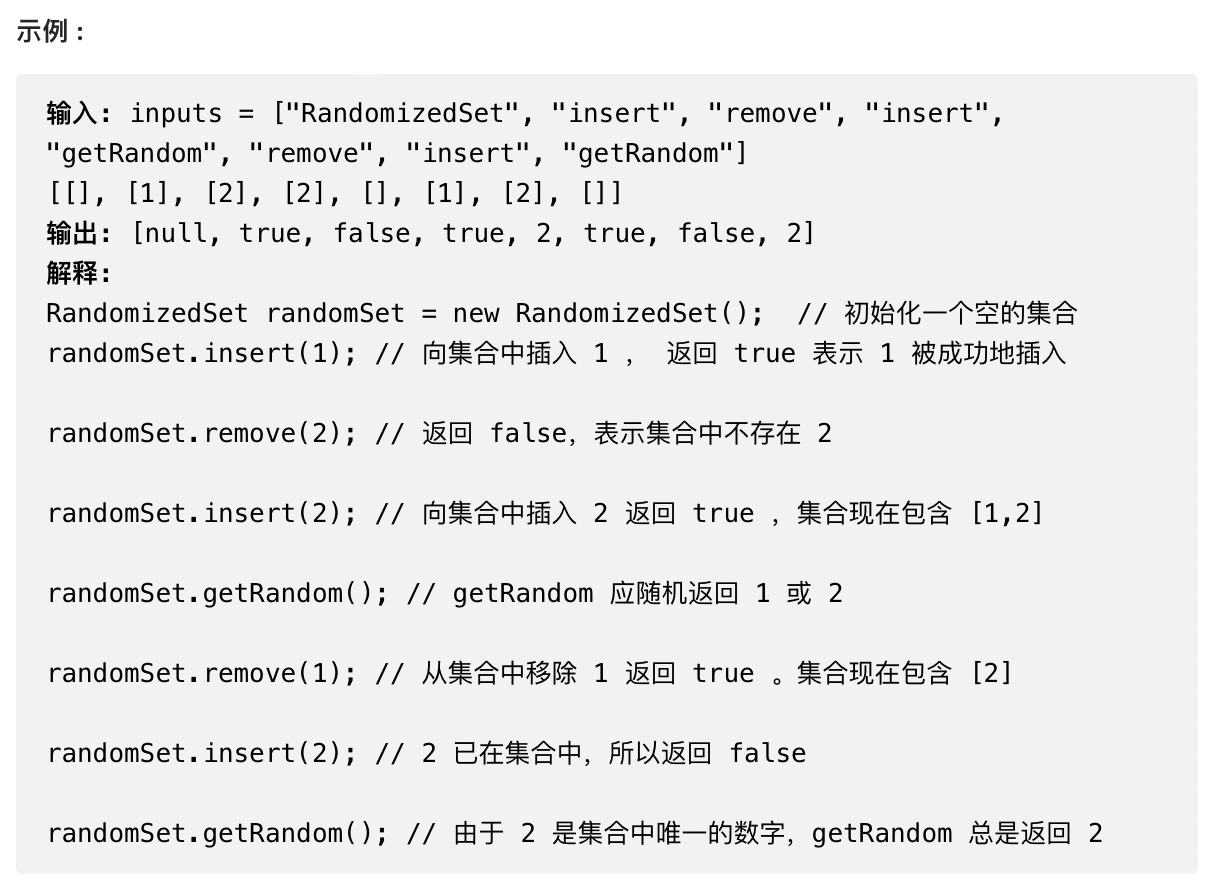 示例：
输入: inputs = ["RandomizedSet", "insert", "remove", "insert",
"getRandom", "remove", "insert", "getRandom"]
[[], [1], [2], [2], [], [1], [2], []]
输出: [null, true, false, true, 2, true, false, 2]
解释:
RandomizedSet randomSet = new RandomizedSet();  // 初始化一个空的集合
randomSet.insert(1); // 向集合中插入 1 ， 返回 true 表示 1 被成功地插入
randomSet.remove(2); // 返回 false，表示集合中不存在 2
randomSet.insert(2); // 向集合中插入 2 返回 true ，集合现在包含 [1,2]
randomSet.getRandom(); // getRandom 应随机返回 1 或 2
randomSet.remove(1); // 从集合中移除 1 返回 true 。集合现在包含 [2]
randomSet.insert(2); // 2 已在集合中，所以返回 false
randomSet.getRandom(); // 由于 2 是集合中唯一的数字，getRandom 总是返回 2